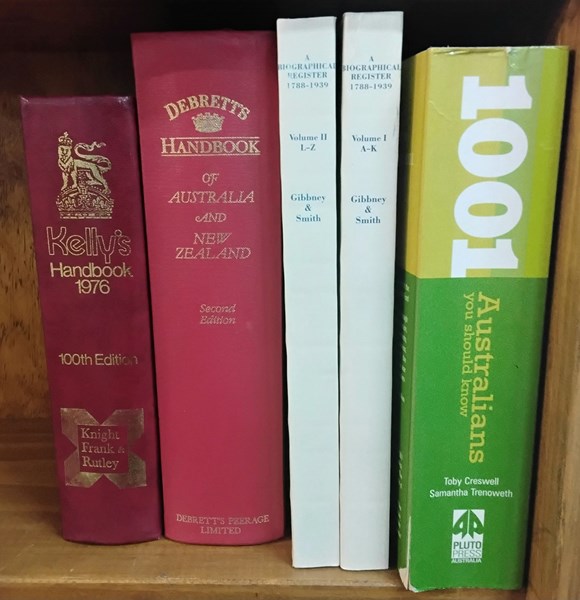 Kelly's
Handbook
1976
100th Edition
Knight
Frank &
Rutley
DEBRETT'S
HANDBOOK
OF
AUSTRALIA
AND
NEW
ZEALAND
Second
Edition
DEBRETT'S PEERAGE
LIMITED
A
BIOGRAPHICAL
REGISTER
1788-1939
Volume II
L-Z
Gibbney
&
Smith
A
BIOGRAPHICAL
REGISTER
1788-1939
Volume I
A-K
Gibbney
&
Smith
1001
Australians
you should know
Toby Creswell
Samantha Trenoweth
PLUTO
PRESS
AUSTRALIA